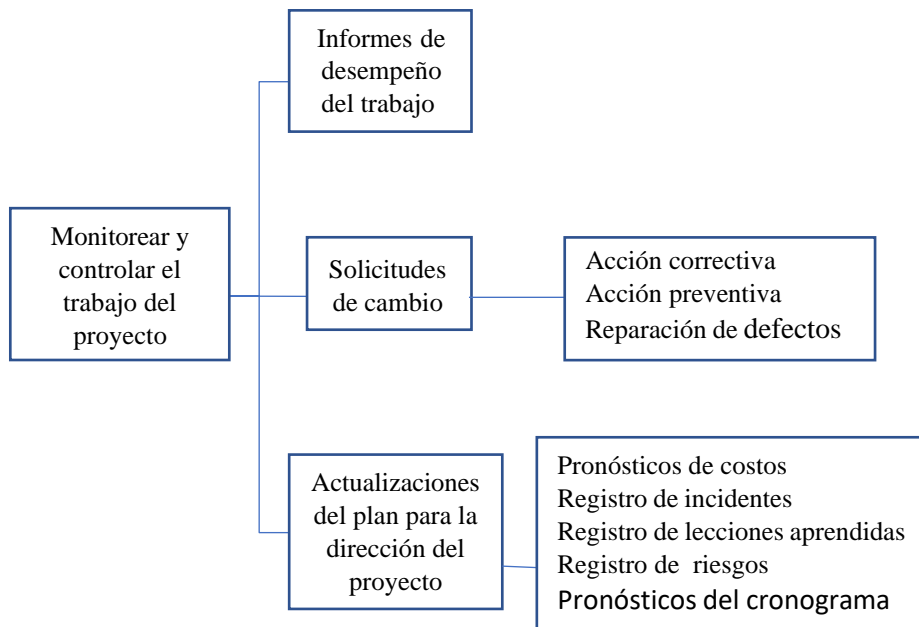 Informes de
desempeño
del trabajo
Monitorear y
controlar el
trabajo del
proyecto
Solicitudes
de cambio
Acción correctiva
Acción preventiva
Reparación de defectos
Actualizaciones
del plan para la
dirección del
proyecto
Pronósticos de costos
Registro de incidentes
Registro de lecciones aprendidas
Registro de riesgos
Pronósticos del cronograma